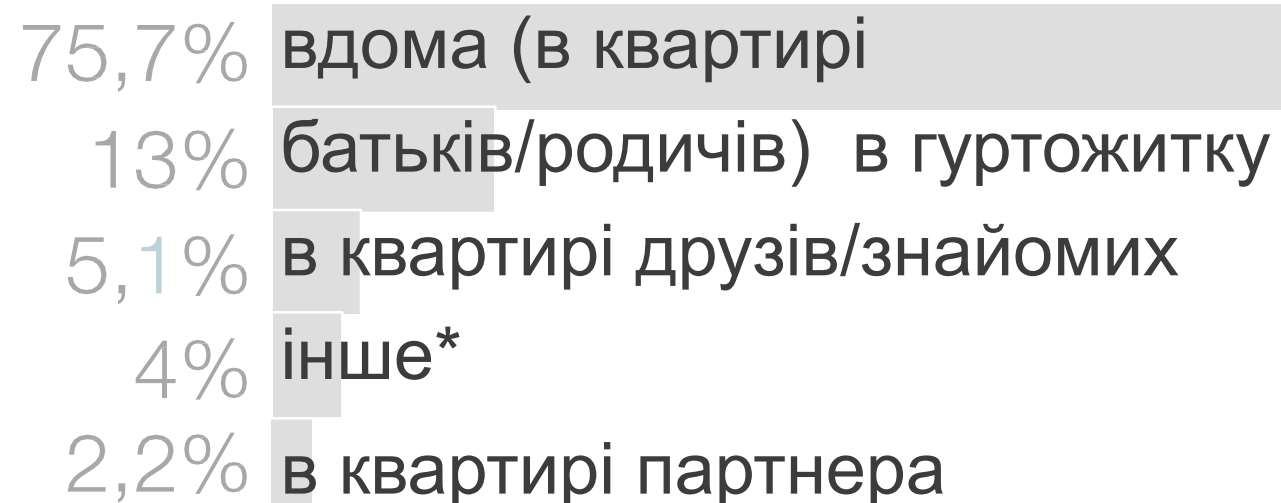 75,7% вдома (в квартирі
13% батьків/родичів) в гуртожитку
5,1% в квартирі друзів/знайомих
4% інше*
2,2% в квартирі партнера